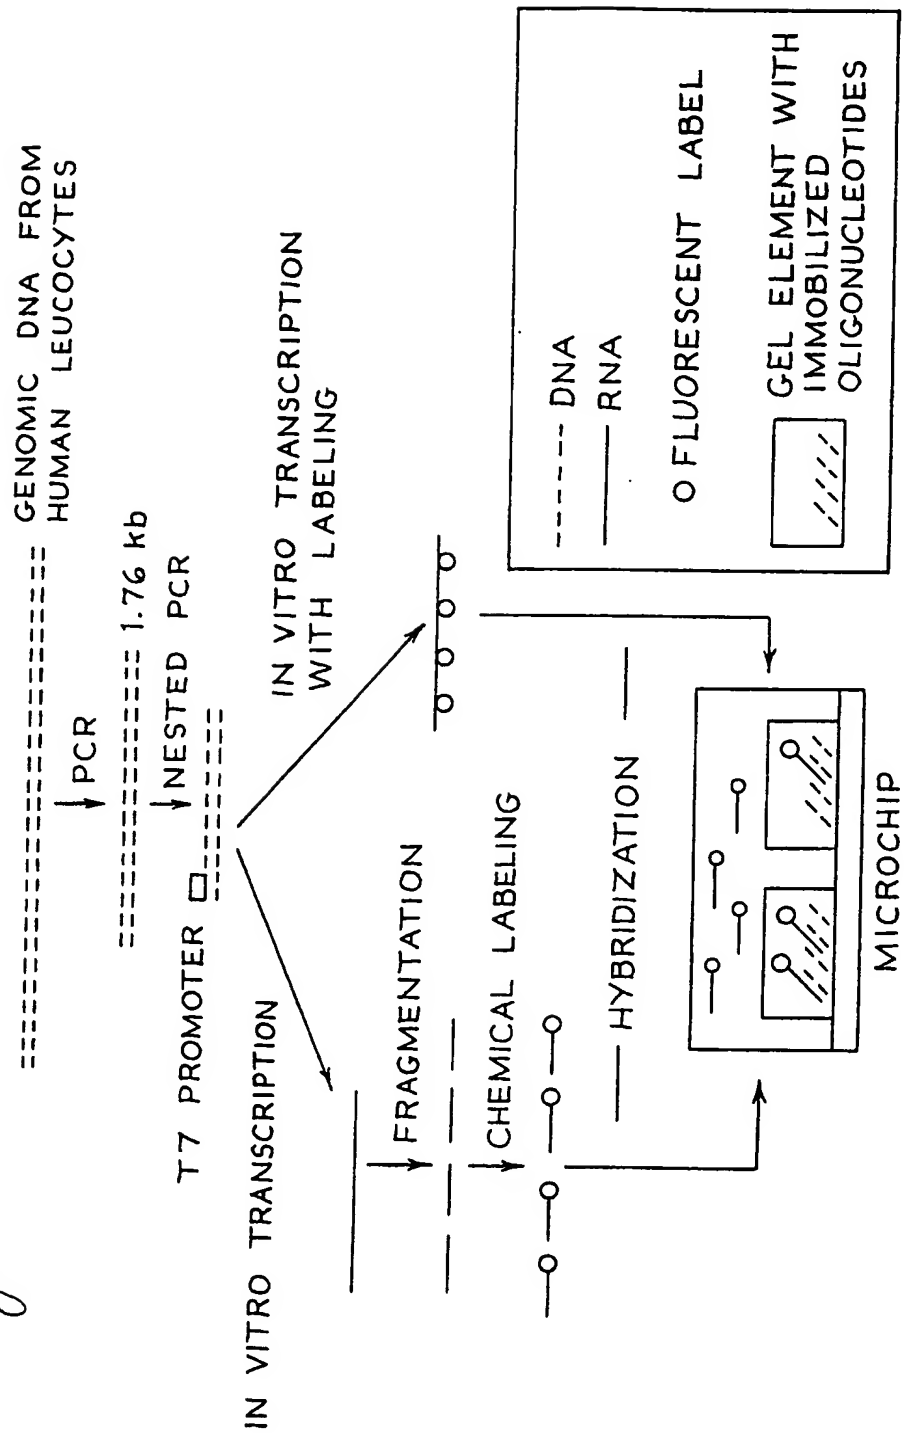 GENOMIC DNA FROM
HUMAN LEUCOCYTES
PCR
1.76 kb
NESTED PCR
T7 PROMOTER
IN VITRO TRANSCRIPTION
IN VITRO TRANSCRIPTION
WITH LABELING
FRAGMENTATION
CHEMICAL LABELING
HYBRIDIZATION
MICROCHIP
DNA
RNA
FLUORESCENT LABEL
GEL ELEMENT WITH
IMMOBILIZED
OLIGONUCLEOTIDES